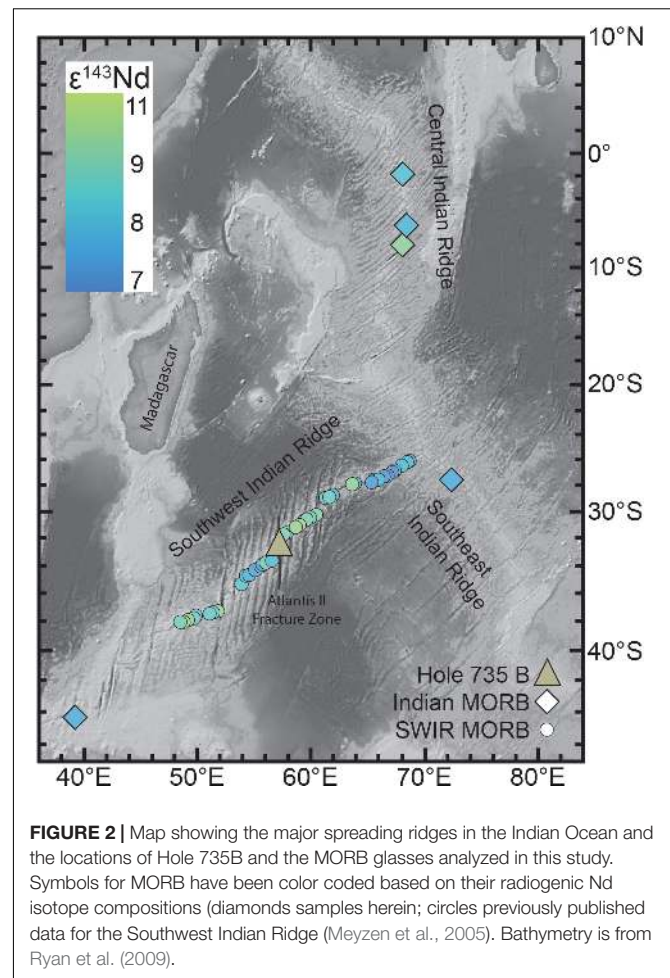 10°N
ε¹⁴³Nd
11
9
8
7
Central Indian Ridge
0°
10°S
Madagascar
20°S
Southwest Indian Ridge
30°S
Southeast
Indian Ridge
Atlantis II
Fracture Zone
40°S
Hole 735 B
Indian MORB
SWIR MORB
40°E 50°E 60°E 70°E 80°E
FIGURE 2 | Map showing the major spreading ridges in the Indian Ocean and
the locations of Hole 735B and the MORB glasses analyzed in this study.
Symbols for MORB have been color coded based on their radiogenic Nd
isotope compositions (diamonds samples herein; circles previously published
data for the Southwest Indian Ridge (Meyzen et al., 2005). Bathymetry is from
Ryan et al. (2009).